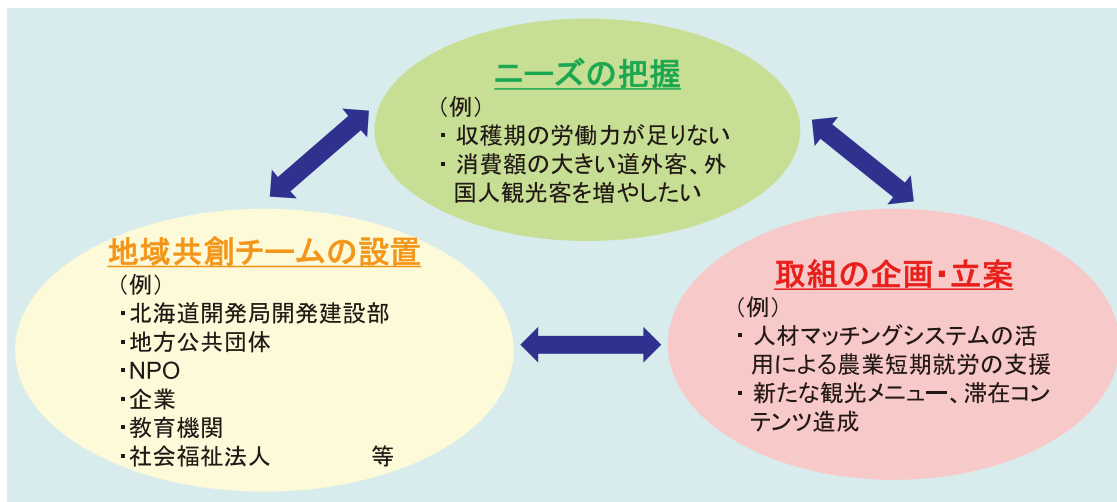 ニーズの把握
（例）
・ 収穫期の労働力が足りない
・ 消費額の大きい道外客、外
国人観光客を増やしたい
地域共創チームの設置
（例）
・北海道開発局開発建設部
・地方公共団体
・NPO
・企業
・教育機関
・社会福祉法人　　　　等
取組の企画・立案
（例）
・ 人材マッチングシステムの活
用による農業短期就労の支援
・ 新たな観光メニュー、滞在コン
テンツ造成